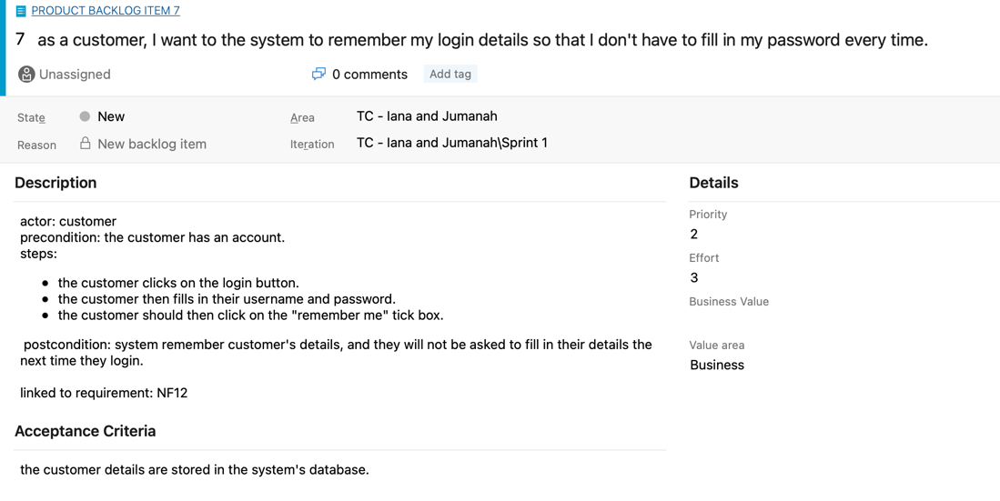 PRODUCT BACKLOG ITEM 7
7 as a customer, I want to the system to remember my login details so that I don't have to fill in my password every time.
Unassigned 0 comments Add tag
State New Area TC - Iana and Jumanah
Reason New backlog item Iteration TC - Iana and Jumanah\Sprint 1
Description
actor: customer
precondition: the customer has an account.
steps:
• the customer clicks on the login button.
• the customer then fills in their username and password.
• the customer should then click on the "remember me" tick box.
postcondition: system remember customer's details, and they will not be asked to fill in their details the
next time they login.
linked to requirement: NF12
Acceptance Criteria
the customer details are stored in the system's database.
Details
Priority
2
Effort
3
Business Value
Value area
Business